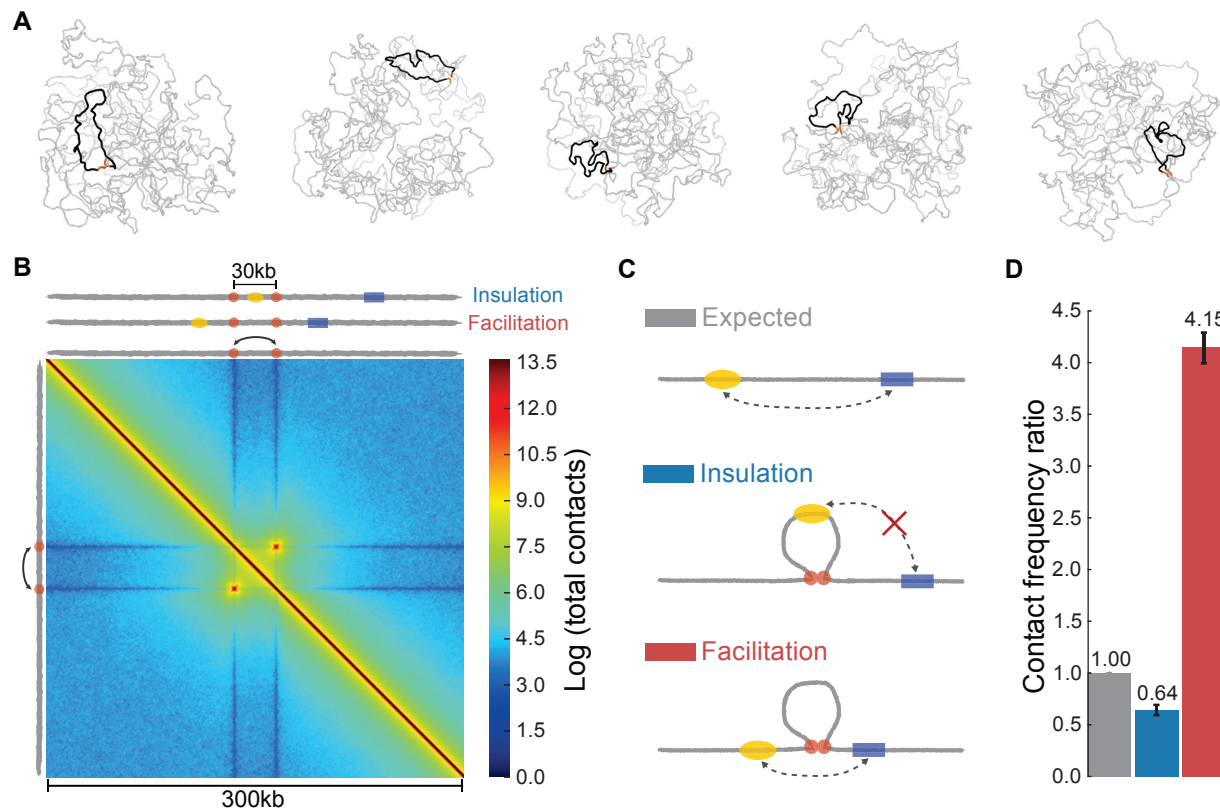 A
B
30kb
Insulation
Facilitation
13.5
12.0
10.5
9.0
7.5
6.0
4.5
3.0
1.5
0.0
Log (total contacts)
300kb
C
Expected
Insulation
Facilitation
D
Contact frequency ratio
4.5
4.0
3.5
3.0
2.5
2.0
1.5
1.0
0.5
0.0
1.00
0.64
4.15